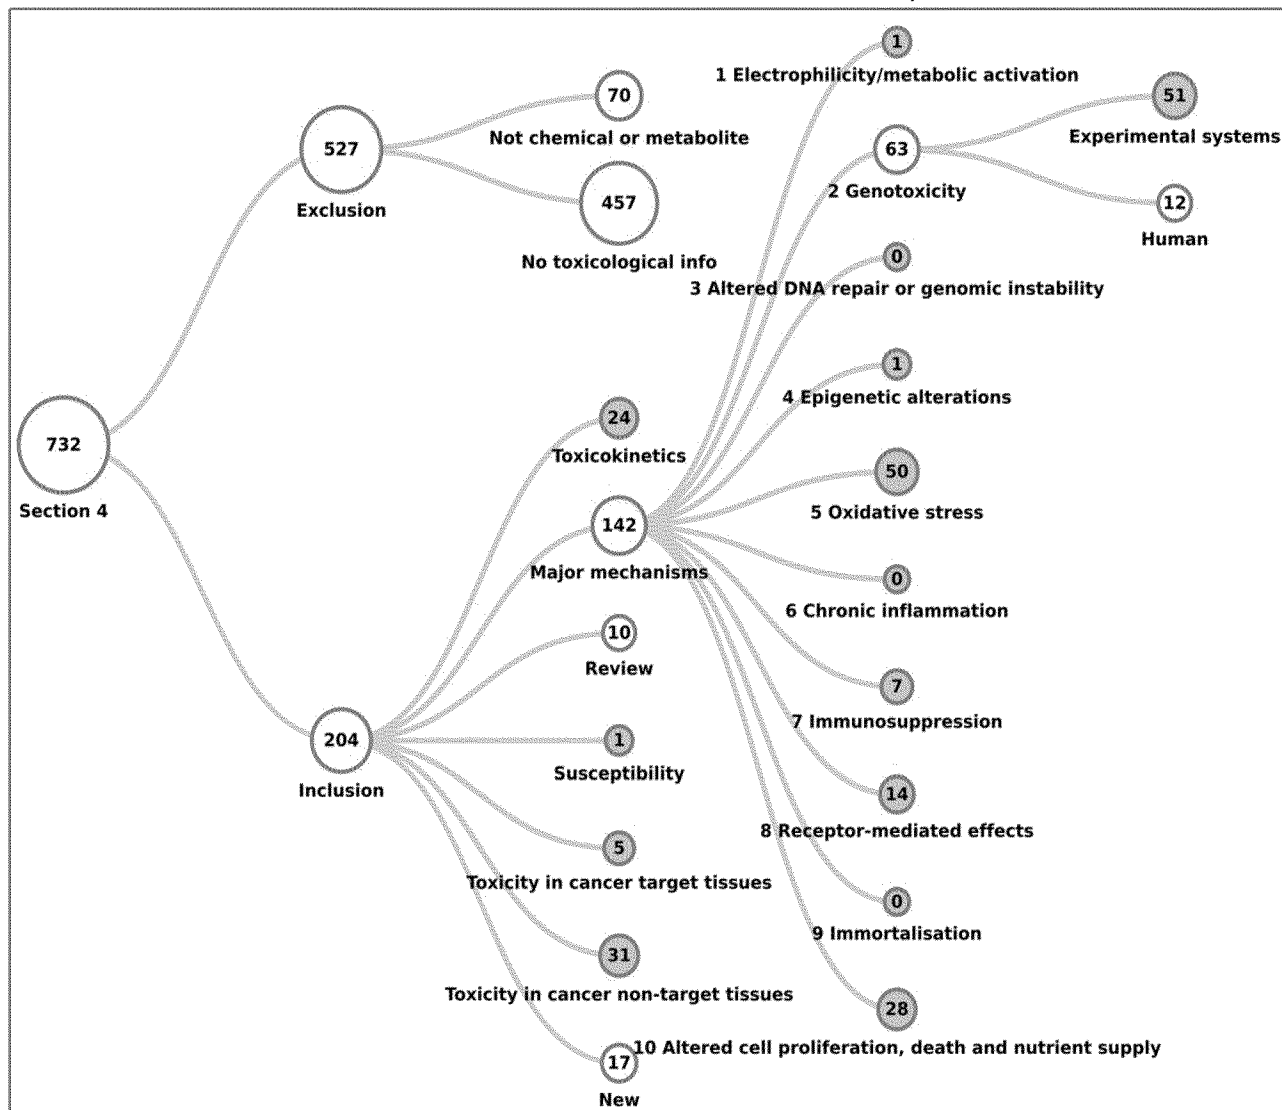 732
Section 4
527
Exclusion
70
Not chemical or metabolite
457
No toxicological info
204
Inclusion
24
Toxicokinetics
142
Major mechanisms
10
Review
1
Susceptibility
5
Toxicity in cancer target tissues
31
Toxicity in cancer non-target tissues
17
New
1
1 Electrophilicity/metabolic activation
63
2 Genotoxicity
51
Experimental systems
12
Human
0
3 Altered DNA repair or genomic instability
1
4 Epigenetic alterations
50
5 Oxidative stress
0
6 Chronic inflammation
7
7 Immunosuppression
14
8 Receptor-mediated effects
0
9 Immortalisation
28
10 Altered cell proliferation, death and nutrient supply